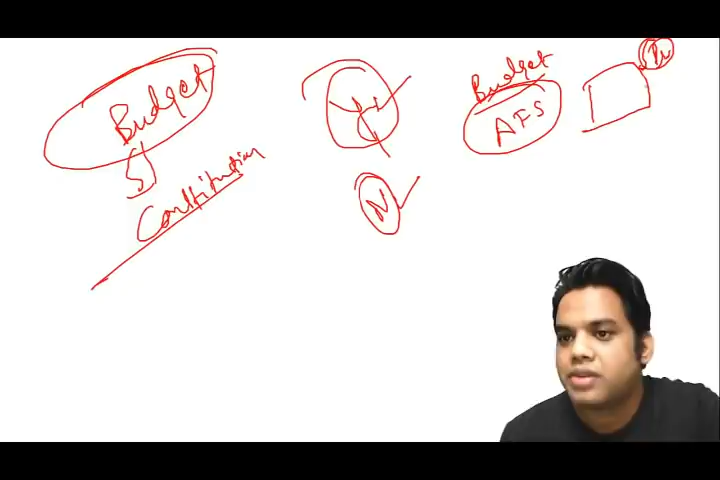 Budget
Constitution
Y
N
Budget
AFS